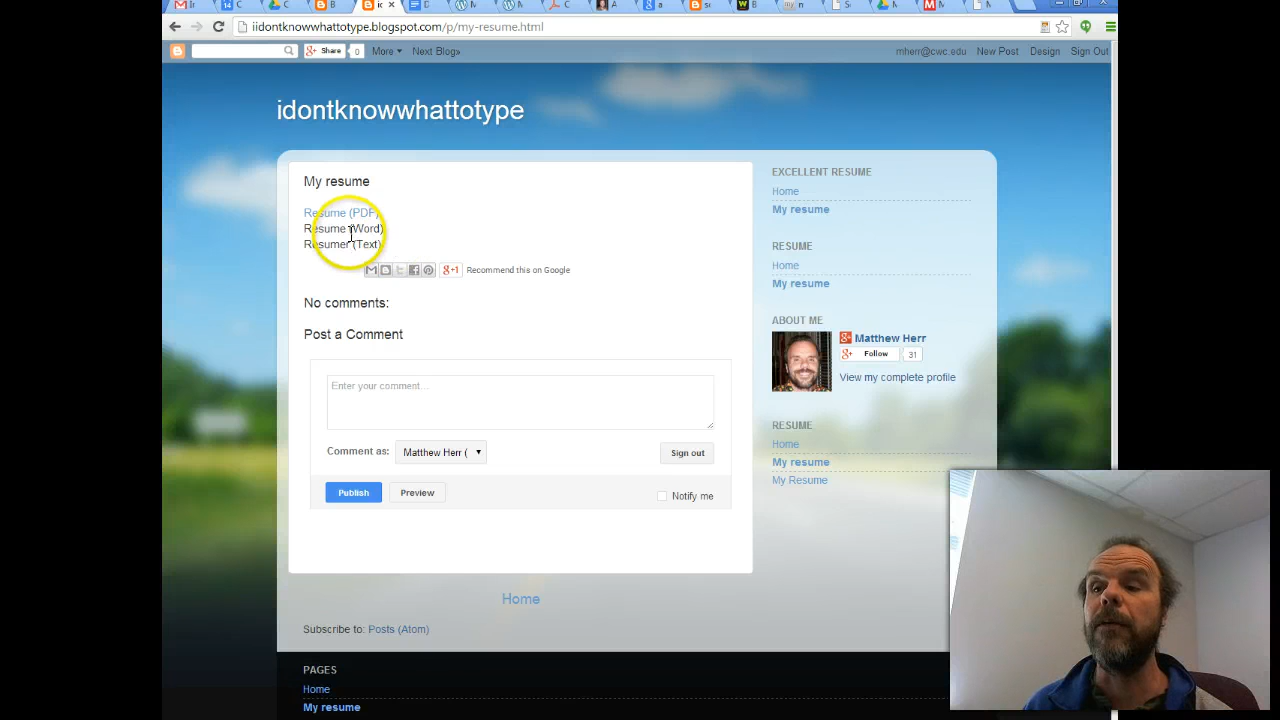 iidontknowwhattotype.blogspot.com/p/my-resume.html
Share 0 More Next Blog» mherr@cwc.edu New Post Design Sign Out
idontknowwhattotype
My resume
Resume (PDF)
Resume (Word)
Resumer (Text)
Recommend this on Google
No comments:
Post a Comment
Enter your comment...
Comment as: Matthew Herr ( Sign out
Publish Preview Notify me
Home
Subscribe to: Posts (Atom)
EXCELLENT RESUME
Home
My resume
RESUME
Home
My resume
ABOUT ME
Matthew Herr
Follow 31
View my complete profile
RESUME
Home
My resume
My Resume
PAGES
Home
My resume